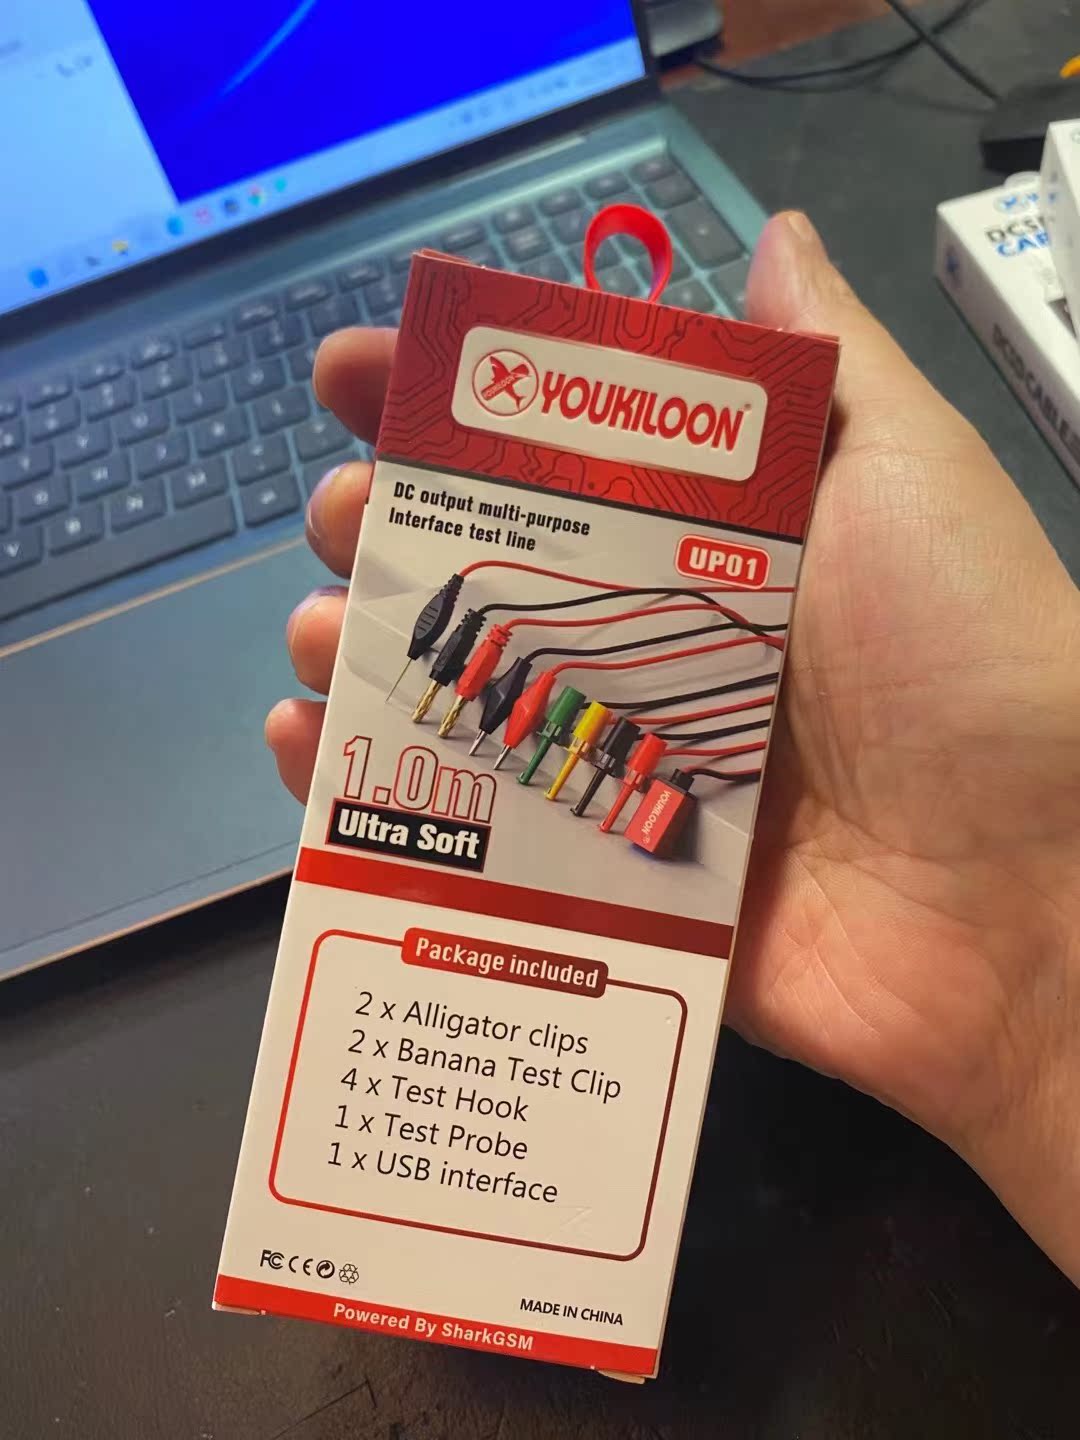 YOUKILOON
YOUKILOON
DC output multi-purpose
Interface test line
UP01
YOUKILOON
1.0m
Ultra Soft
Package included
2 x Alligator clips
2 x Banana Test Clip
4 x Test Hook
1 x Test Probe
1 x USB interface
FC CE
MADE IN CHINA
Powered By SharkGSM
CABLE